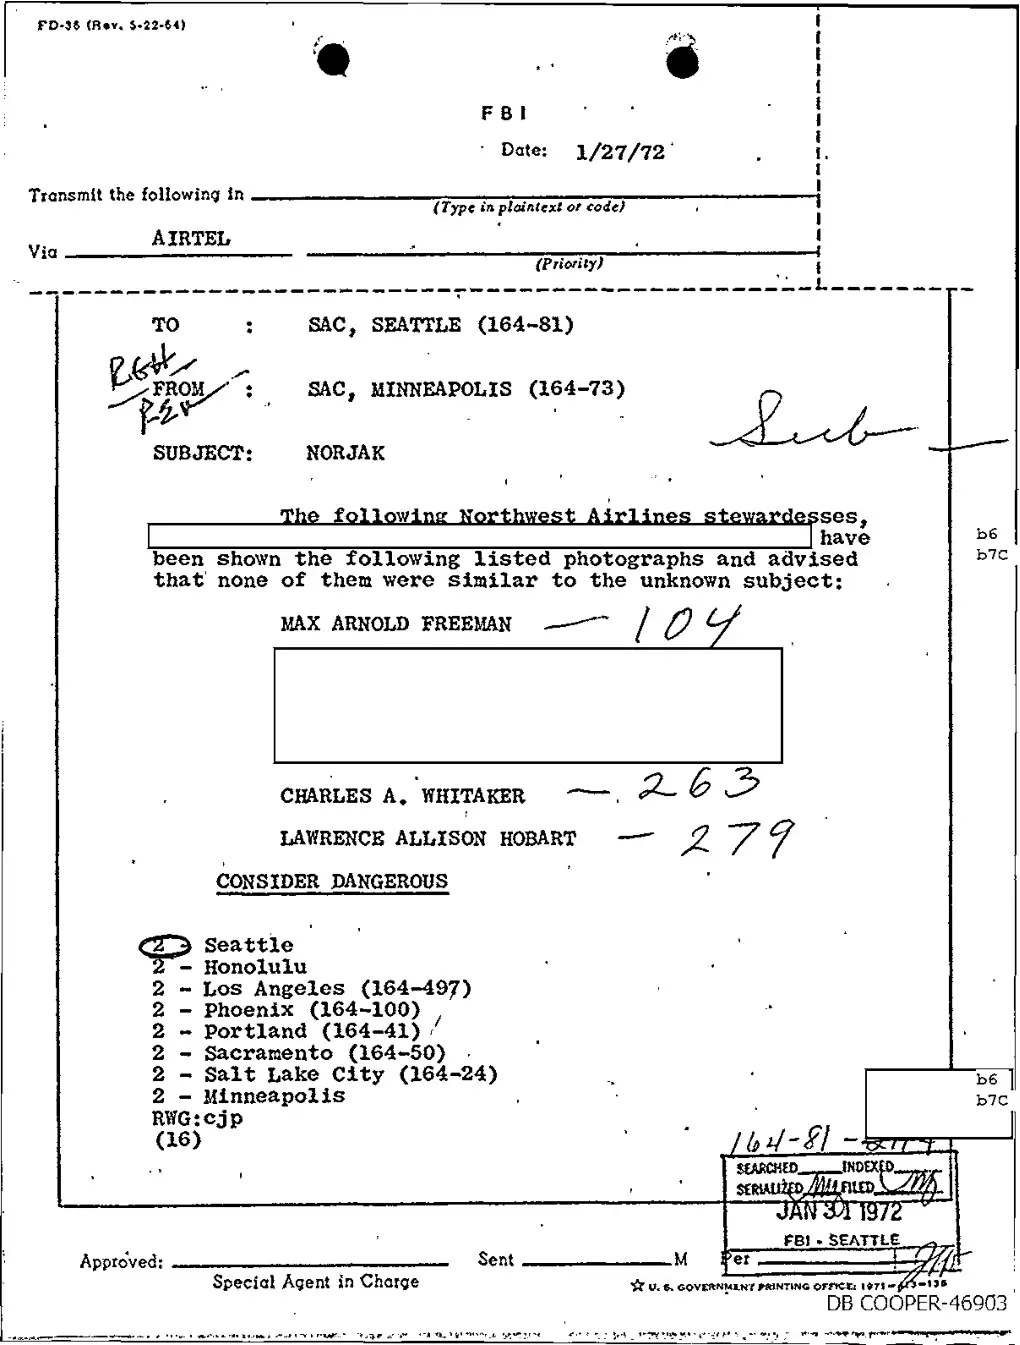 FD-36 (Rev. 5-22-64)
FBI
Date: 1/27/72
Transmit the following in
(Type in plaintext or code)
Via AIRTEL
(Priority)
TO : SAC, SEATTLE (164-81)
RGH
FROM : SAC, MINNEAPOLIS (164-73)
Sub
SUBJECT: NORJAK
The following Northwest Airlines stewardesses,
have
b6
b7C
been shown the following listed photographs and advised
that none of them were similar to the unknown subject:
MAX ARNOLD FREEMAN — 104
CHARLES A. WHITAKER — 263
LAWRENCE ALLISON HOBART — 279
CONSIDER DANGEROUS
2 - Seattle
2 - Honolulu
2 - Los Angeles (164-497)
2 - Phoenix (164-100)
2 - Portland (164-41)
2 - Sacramento (164-50)
2 - Salt Lake City (164-24)
2 - Minneapolis
RWG:cjp
(16)
b6
b7C
164-81-
SEARCHED INDEXED
SERIALIZED FILED
JAN 31 1972
FBI - SEATTLE
Approved: Sent M Per
Special Agent in Charge
☆ U. S. GOVERNMENT PRINTING OFFICE: 1971
DB COOPER-46903